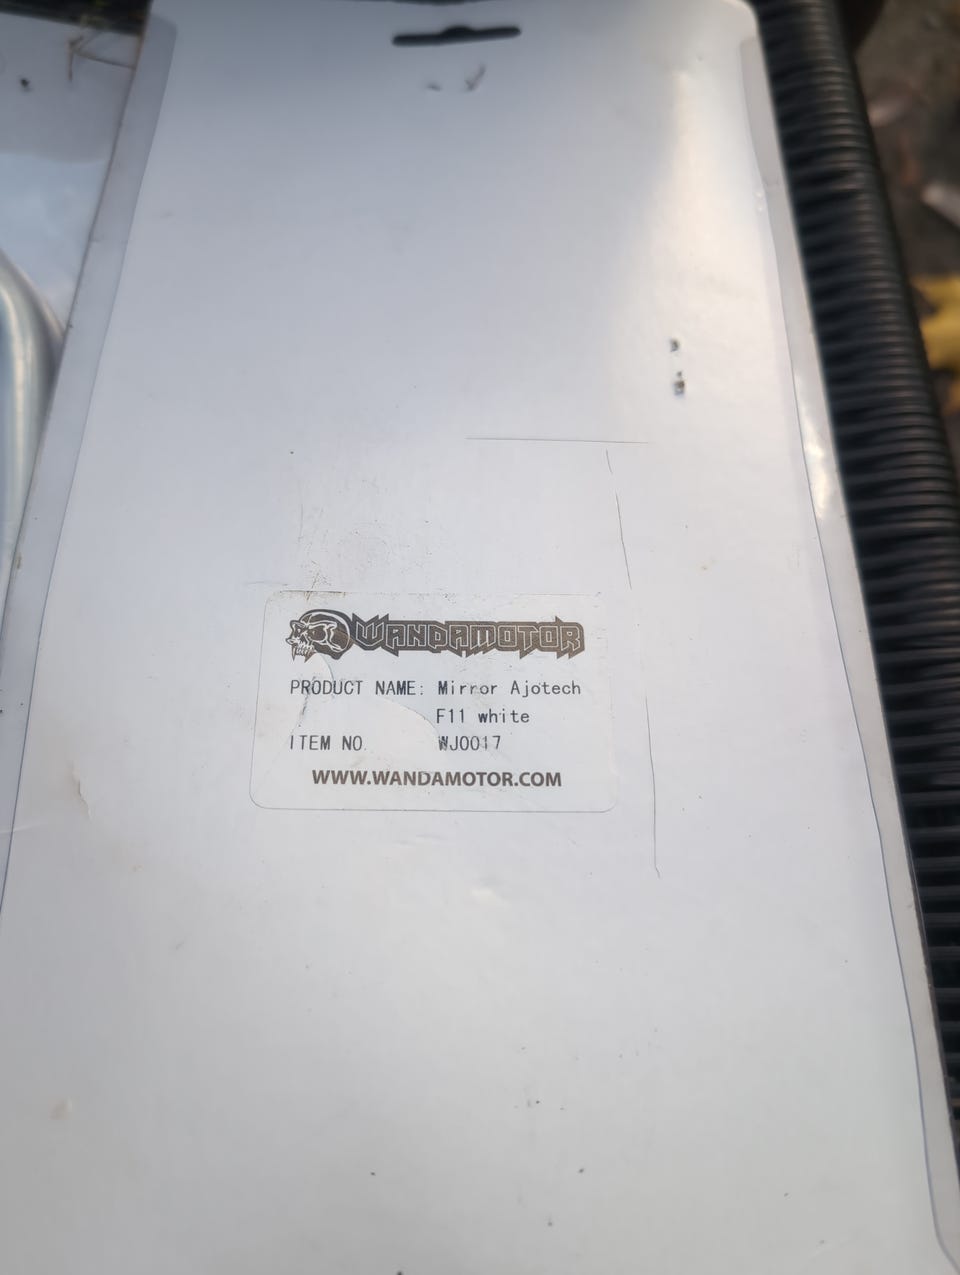 WANDAMOTOR
PRODUCT NAME: Mirror Ajotech
F11 white
ITEM NO. WJ0017
WWW.WANDAMOTOR.COM